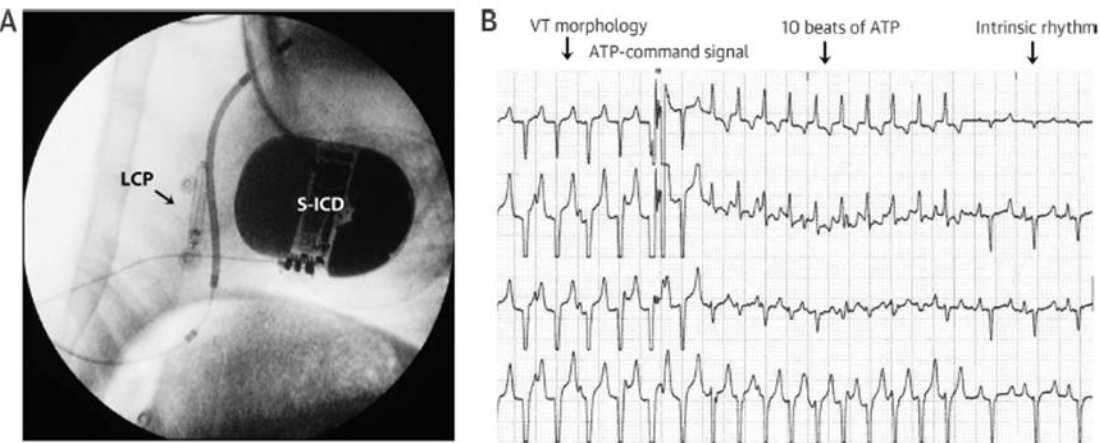 A
LCP
S-ICD
B
VT morphology
ATP-command signal
10 beats of ATP
Intrinsic rhythm